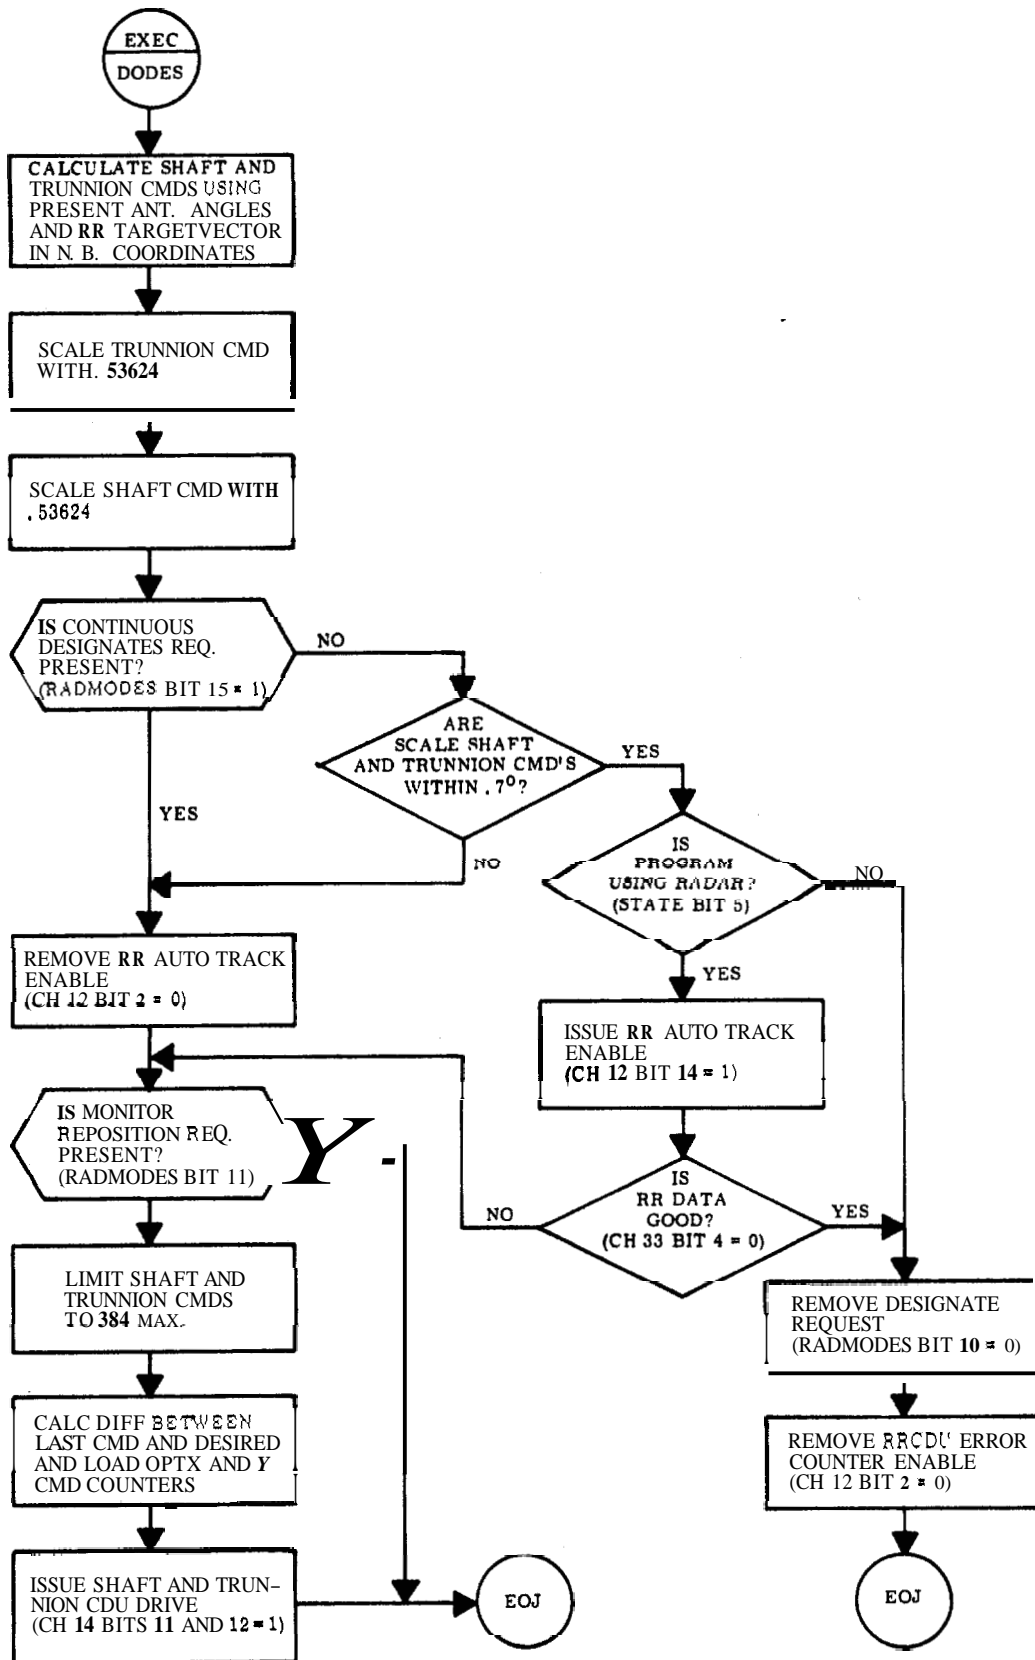 EXEC
DODES
CALCULATE SHAFT AND
TRUNNION CMDS USING
PRESENT ANT. ANGLES
AND RR TARGETVECTOR
IN N. B. COORDINATES
SCALE TRUNNION CMD
WITH. 53624
SCALE SHAFT CMD WITH
. 53624
IS CONTINUOUS
DESIGNATES REQ.
PRESENT?
(RADMODES BIT 15 = 1)
NO
YES
ARE
SCALE SHAFT
AND TRUNNION CMD'S
WITHIN . 7°?
YES
NO
IS
PROGRAM
USING RADAR?
(STATE BIT 5)
NO
YES
REMOVE RR AUTO TRACK
ENABLE
(CH 12 BIT 2 = 0)
ISSUE RR AUTO TRACK
ENABLE
(CH 12 BIT 14 = 1)
IS MONITOR
REPOSITION REQ.
PRESENT?
(RADMODES BIT 11)
Y -
IS
RR DATA
GOOD?
(CH 33 BIT 4 = 0)
NO
YES
LIMIT SHAFT AND
TRUNNION CMDS
TO 384 MAX.
REMOVE DESIGNATE
REQUEST
(RADMODES BIT 10 = 0)
CALC DIFF BETWEEN
LAST CMD AND DESIRED
AND LOAD OPTX AND Y
CMD COUNTERS
REMOVE RRCDU ERROR
COUNTER ENABLE
(CH 12 BIT 2 = 0)
ISSUE SHAFT AND TRUN-
NION CDU DRIVE
(CH 14 BITS 11 AND 12 = 1)
EOJ
EOJ